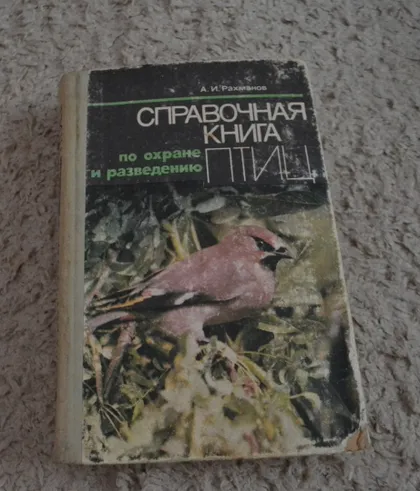 А. И. Рахманов
СПРАВОЧНАЯ
КНИГА
по охране
и разведению ПТИЦ